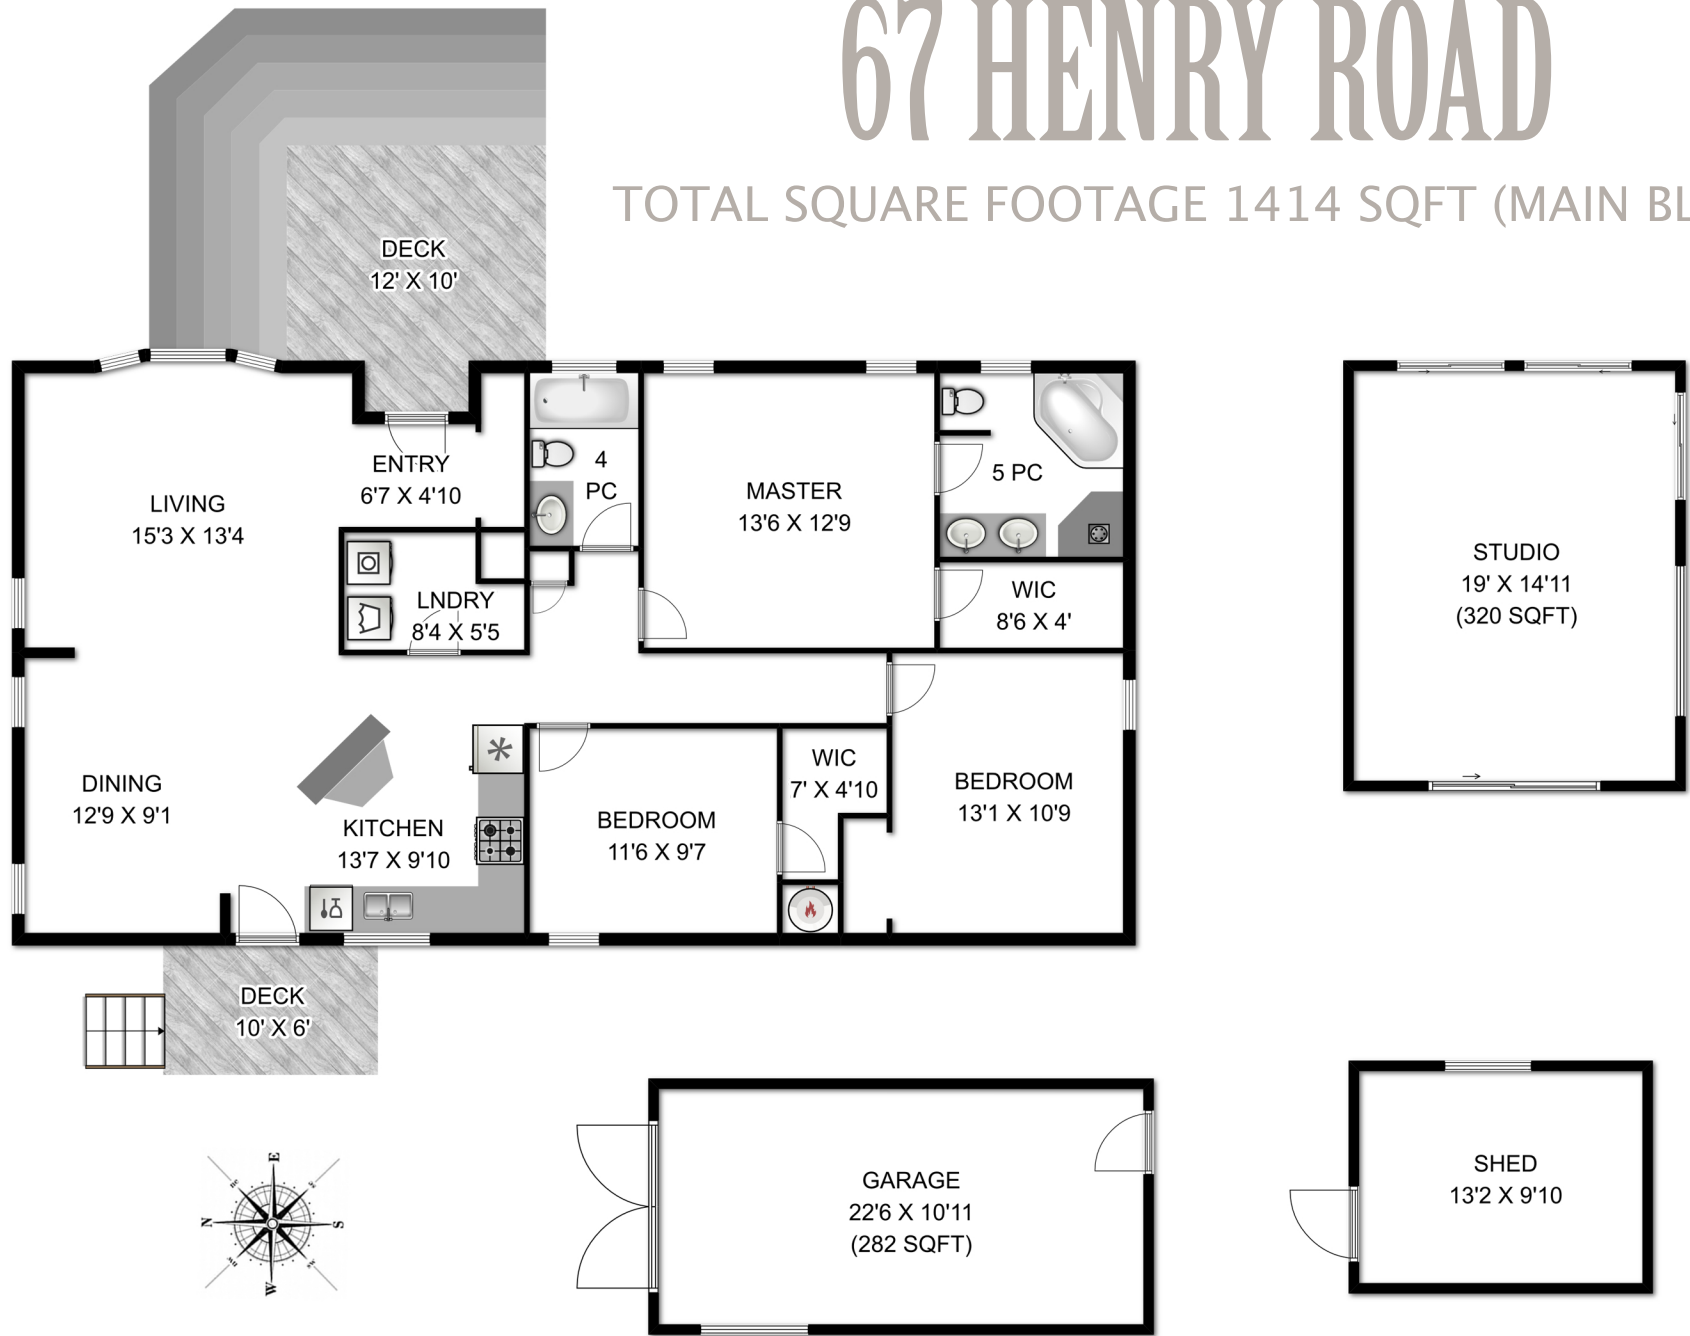 67 HENRY ROAD
TOTAL SQUARE FOOTAGE 1414 SQFT (MAIN BL
DECK
12' X 10'
ENTRY
6'7 X 4'10
LIVING
15'3 X 13'4
4
PC
MASTER
13'6 X 12'9
5 PC
WIC
8'6 X 4'
LNDRY
8'4 X 5'5
STUDIO
19' X 14'11
(320 SQFT)
DINING
12'9 X 9'1
KITCHEN
13'7 X 9'10
BEDROOM
11'6 X 9'7
WIC
7' X 4'10
BEDROOM
13'1 X 10'9
DECK
10' X 6'
GARAGE
22'6 X 10'11
(282 SQFT)
SHED
13'2 X 9'10
E
N
S
W